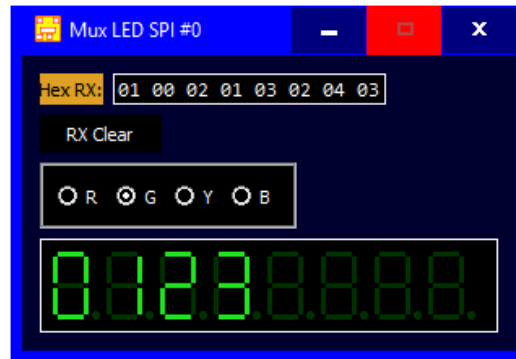 Mux LED SPI #0
Hex RX: 01 00 02 01 03 02 04 03
RX Clear
R G Y B
0123